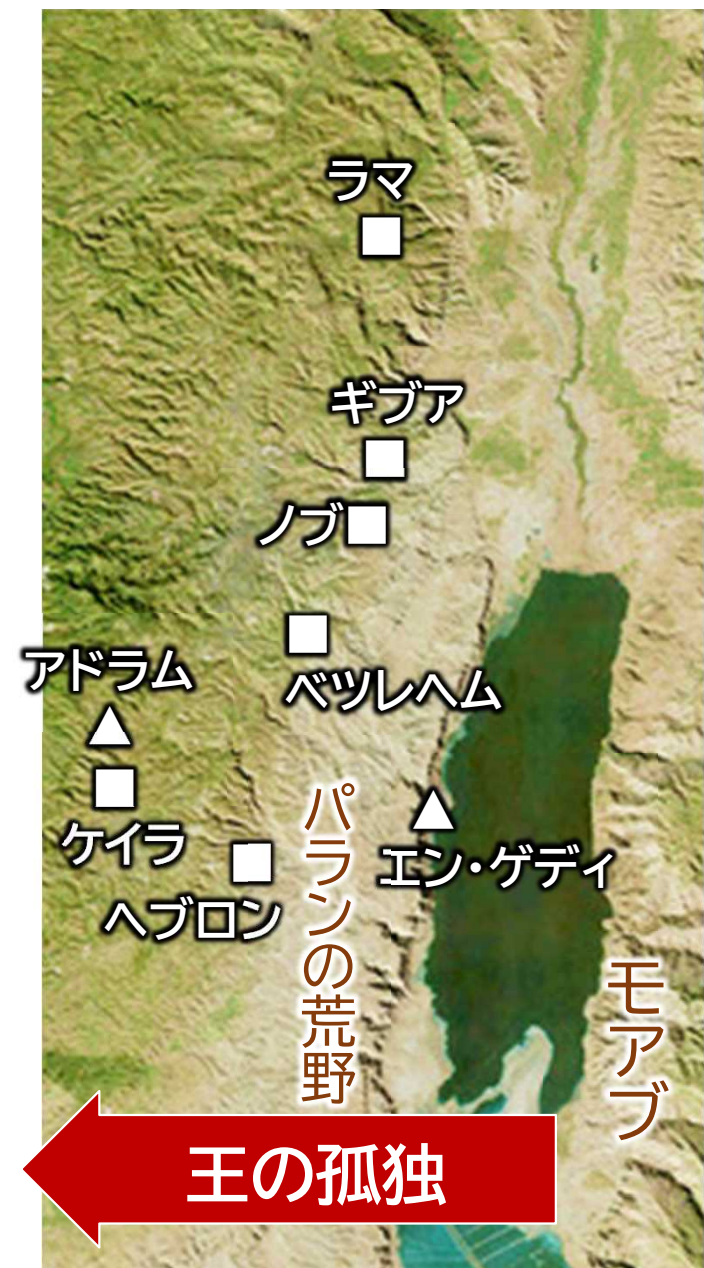 ラマ
ギブア
ノブ
ベツレヘム
アドラム
ケイラ
ヘブロン
エン・ゲディ
パランの荒野
モアブ
王の孤独